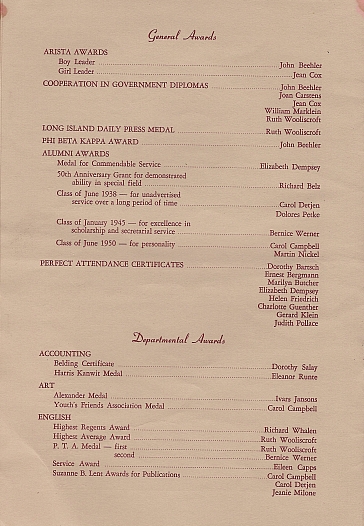 General Awards
ARISTA AWARDS
Boy Leader ........ John Beehler
Girl Leader ........ Jean Cox
COOPERATION IN GOVERNMENT DIPLOMAS ........ John Beehler
Joan Carstens
Jean Cox
William Marklein
Ruth Wooliscroft
LONG ISLAND DAILY PRESS MEDAL ........ Ruth Wooliscroft
PHI BETA KAPPA AWARD ........ John Beehler
ALUMNI AWARDS
Medal for Commendable Service ........ Elizabeth Dempsey
50th Anniversary Grant for demonstrated
ability in special field ........ Richard Belz
Class of June 1938 — for unadvertised
service over a long period of time ........ Carol Detjen
Dolores Petke
Class of January 1945 — for excellence in
scholarship and secretarial service ........ Bernice Werner
Class of June 1950 — for personality ........ Carol Campbell
Martin Nickel
PERFECT ATTENDANCE CERTIFICATES ........ Dorothy Bartsch
Ernest Bergmann
Marilyn Butcher
Elizabeth Dempsey
Helen Friedrich
Charlotte Guenther
Gerard Klein
Judith Pollace
Departmental Awards
ACCOUNTING
Belding Certificate ........ Dorothy Salay
Harris Kanwit Medal ........ Eleanor Runte
ART
Alexander Medal ........ Ivars Jansons
Youth's Friends Association Medal ........ Carol Campbell
ENGLISH
Highest Regents Award ........ Richard Whalen
Highest Average Award ........ Ruth Wooliscroft
P. T. A. Medal — first ........ Ruth Wooliscroft
second ........ Bernice Werner
Service Award ........ Eileen Capps
Suzanne B. Lent Awards for Publications ........ Carol Campbell
Carol Detjen
Jeanie Milone